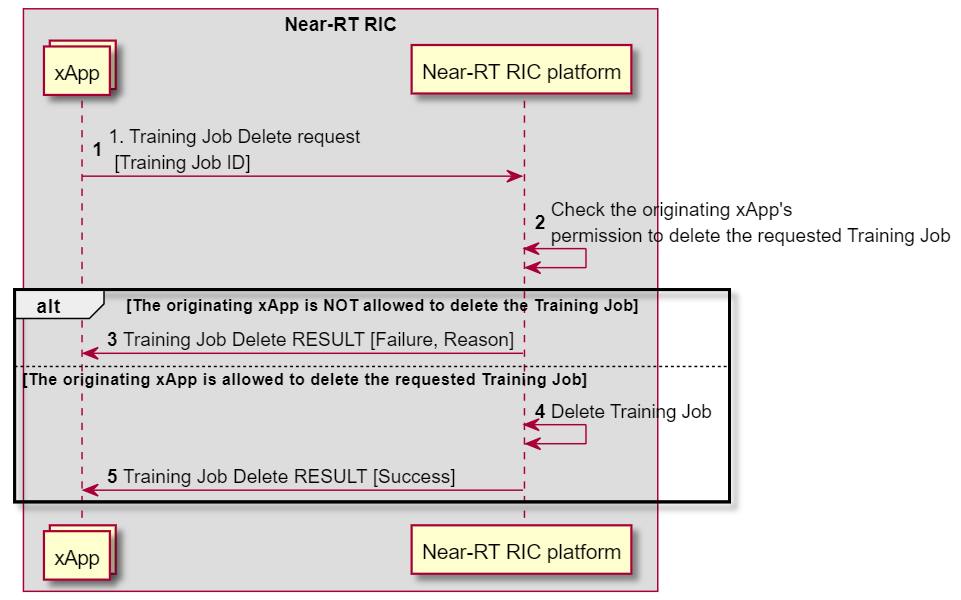 Near-RT RIC
xApp
Near-RT RIC platform
1 1. Training Job Delete request
[Training Job ID]
2 Check the originating xApp's
permission to delete the requested Training Job
alt [The originating xApp is NOT allowed to delete the Training Job]
3 Training Job Delete RESULT [Failure, Reason]
[The originating xApp is allowed to delete the requested Training Job]
4 Delete Training Job
5 Training Job Delete RESULT [Success]
xApp
Near-RT RIC platform